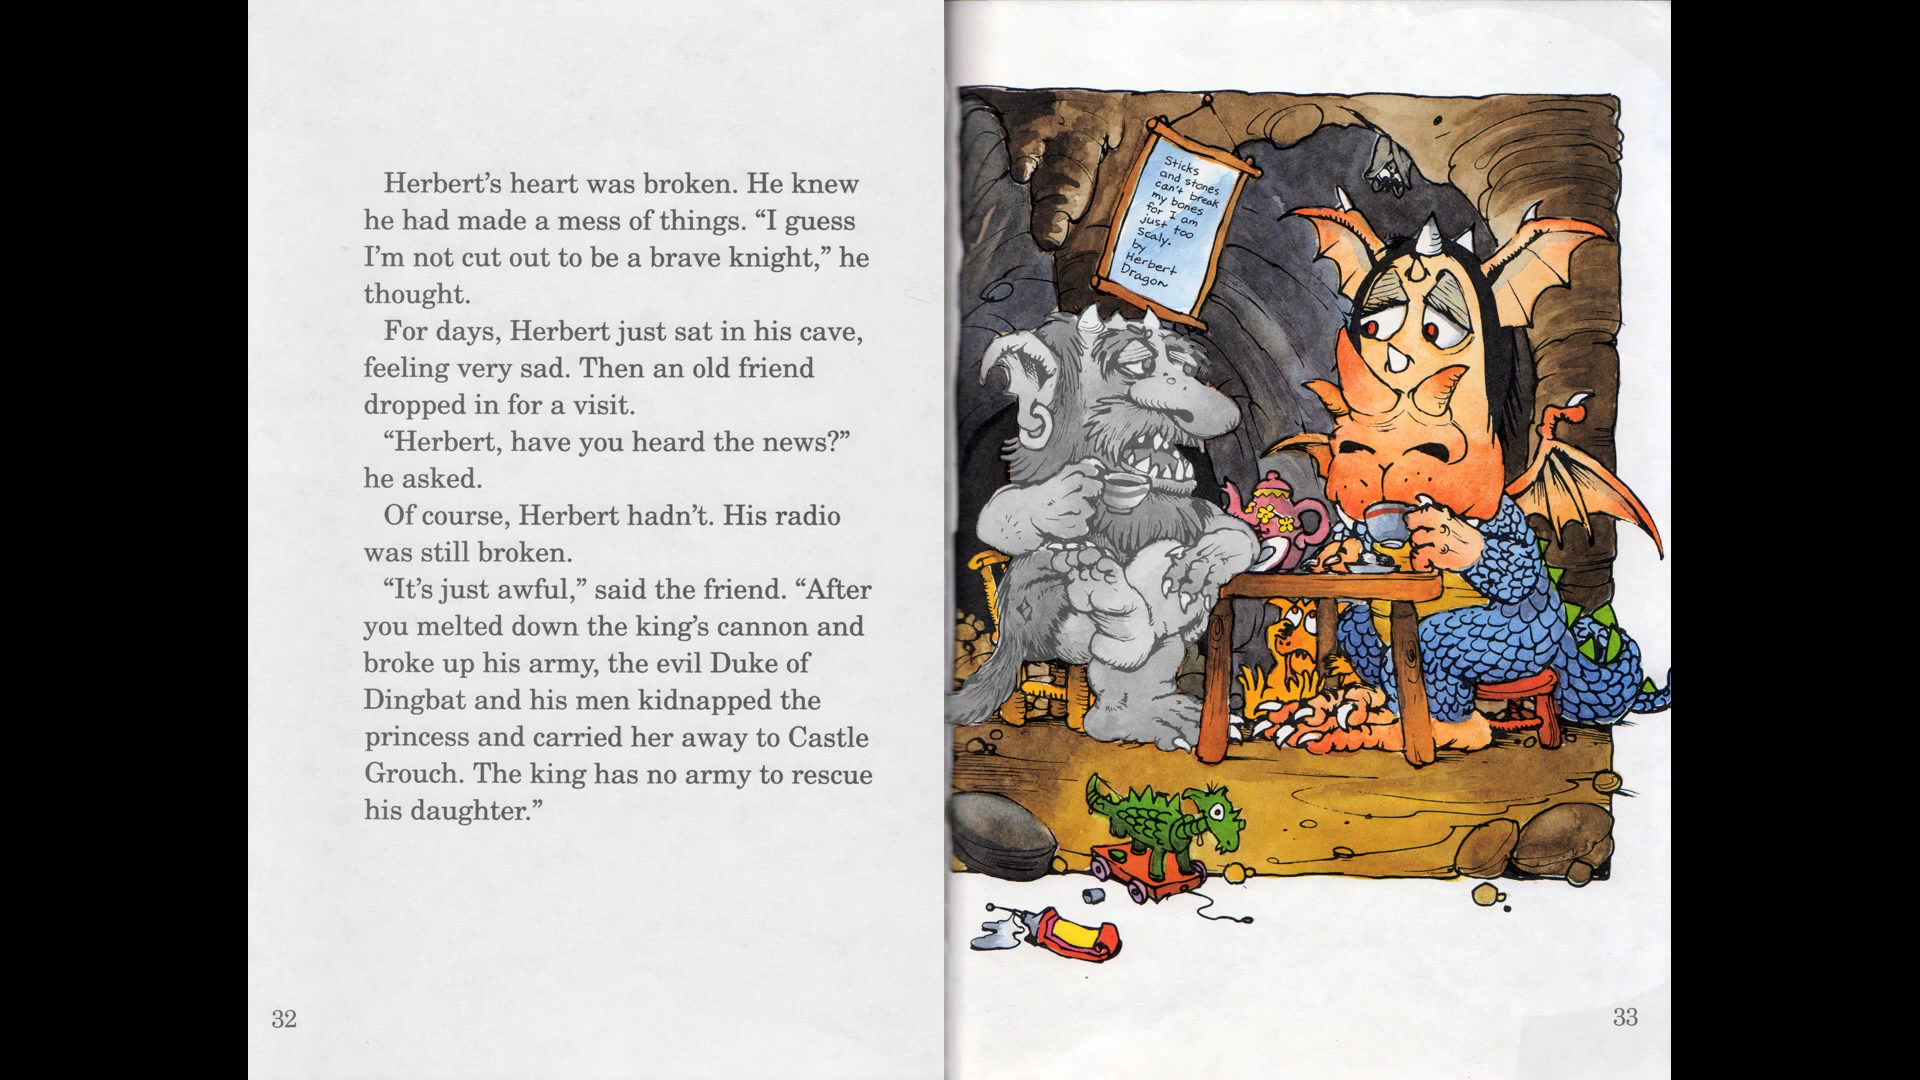 Herbert’s heart was broken. He knew
he had made a mess of things. “I guess
I’m not cut out to be a brave knight,” he
thought.
For days, Herbert just sat in his cave,
feeling very sad. Then an old friend
dropped in for a visit.
“Herbert, have you heard the news?”
he asked.
Of course, Herbert hadn’t. His radio
was still broken.
“It’s just awful,” said the friend. “After
you melted down the king’s cannon and
broke up his army, the evil Duke of
Dingbat and his men kidnapped the
princess and carried her away to Castle
Grouch. The king has no army to rescue
his daughter.”
32
Sticks
and stones
can't break
my bones
for I am
just too
scaly.
by
Herbert
Dragon
33